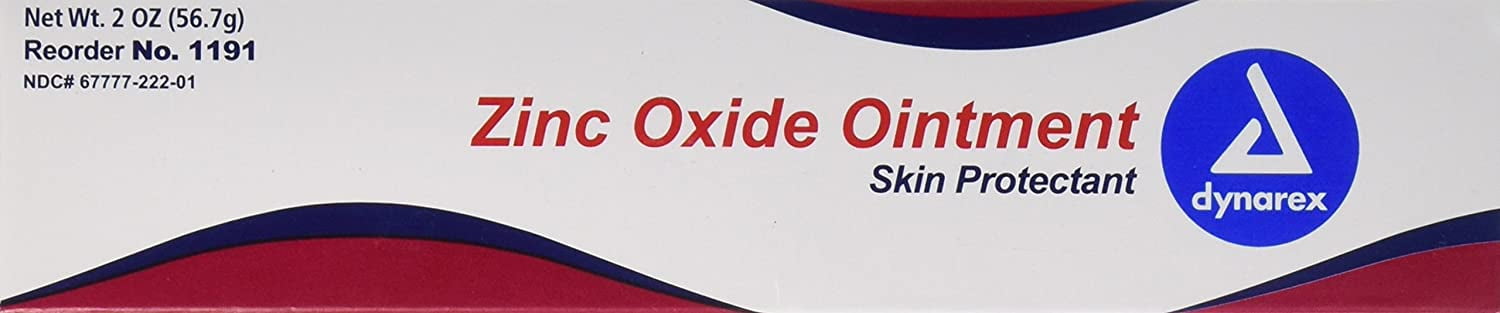 Net Wt. 2 OZ (56.7g)
Reorder No. 1191
NDC# 67777-222-01
Zinc Oxide Ointment
Skin Protectant
dynarex